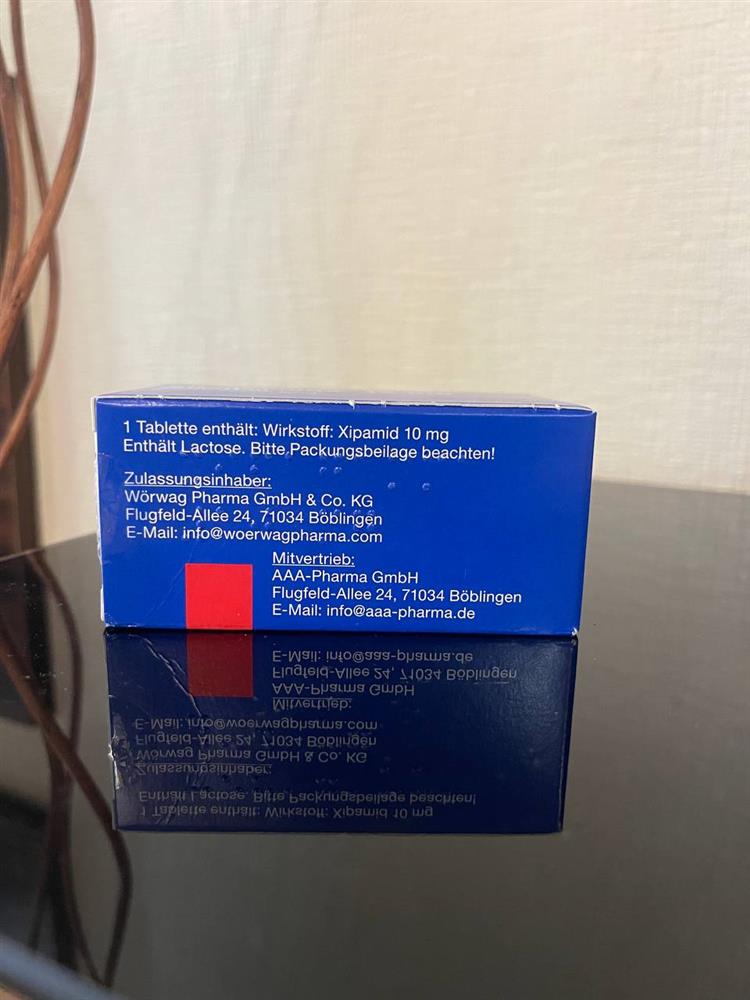 1 Tablette enthält: Wirkstoff: Xipamid 10 mg
Enthält Lactose. Bitte Packungsbeilage beachten!
Zulassungsinhaber:
Wörwag Pharma GmbH & Co. KG
Flugfeld-Allee 24, 71034 Böblingen
E-Mail: info@woerwagpharma.com
Mitvertrieb:
AAA-Pharma GmbH
Flugfeld-Allee 24, 71034 Böblingen
E-Mail: info@aaa-pharma.de